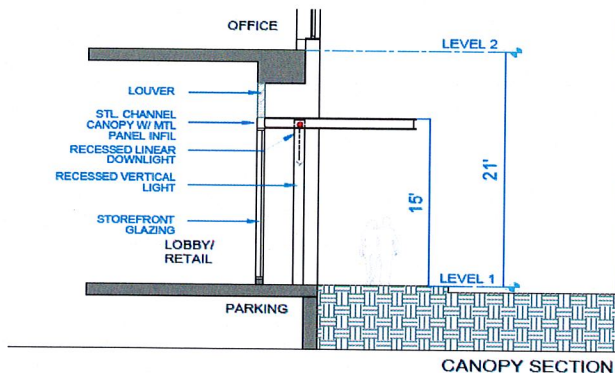 OFFICE
LEVEL 2
LOUVER
STL. CHANNEL
CANOPY W/ MTL
PANEL INFIL
RECESSED LINEAR
DOWNLIGHT
RECESSED VERTICAL
LIGHT
STOREFRONT
GLAZING
LOBBY/
RETAIL
15'
21'
LEVEL 1
PARKING
CANOPY SECTION